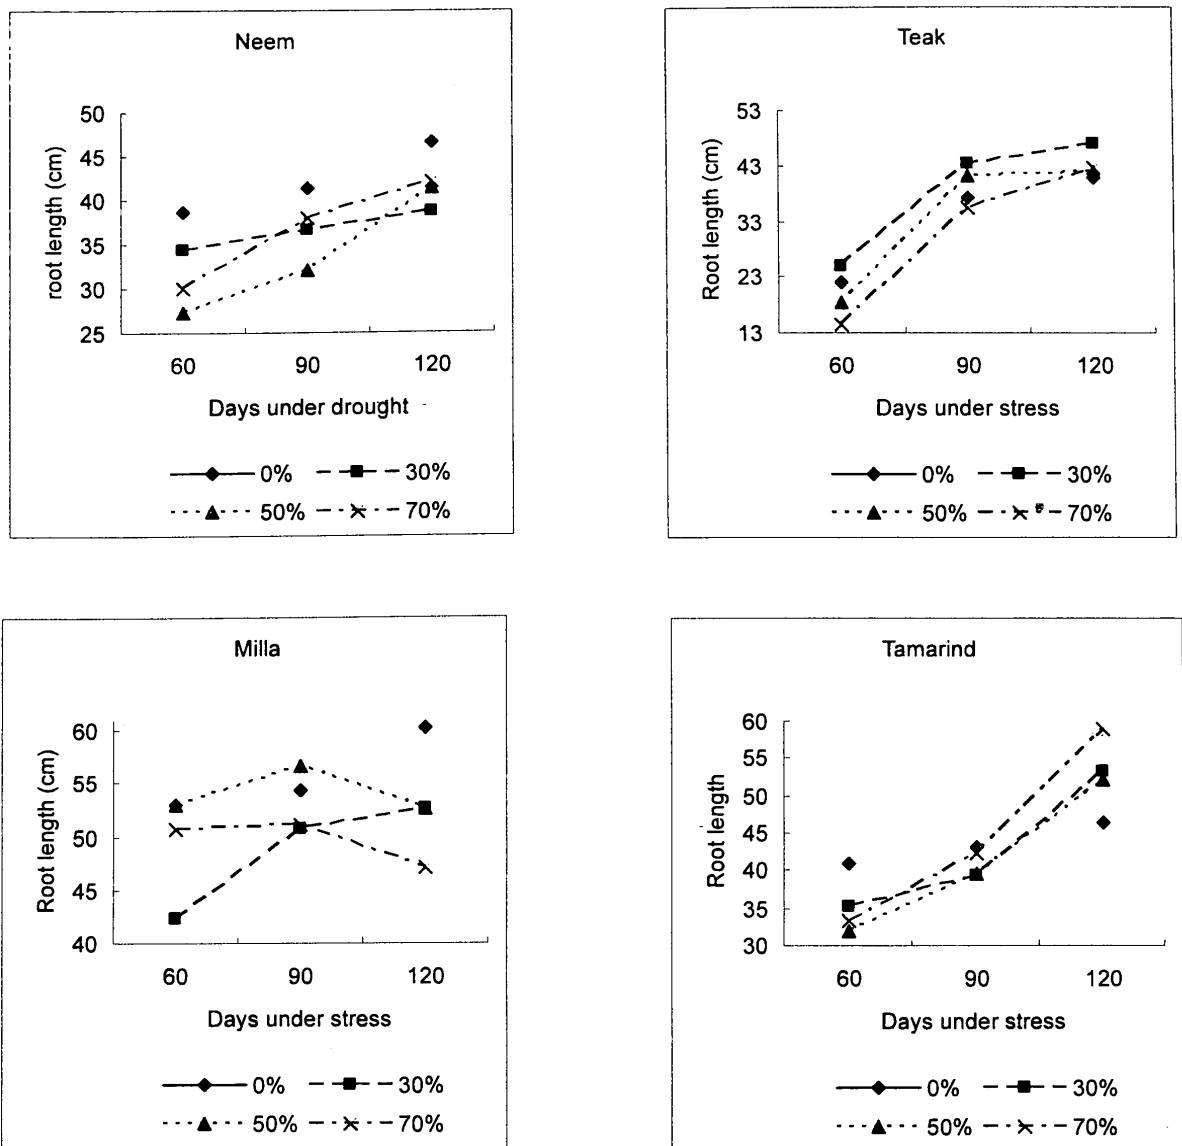 Neem
50
45
40
35
30
25
root length (cm)
60 90 120
Days under drought
0% 30%
50% 70%
Teak
53
43
33
23
13
Root length (cm)
60 90 120
Days under stress
0% 30%
50% 70%
Milla
60
55
50
45
40
Root length (cm)
60 90 120
Days under stress
0% 30%
50% 70%
Tamarind
60
55
50
45
40
35
30
Root length
60 90 120
Days under stress
0% 30%
50% 70%